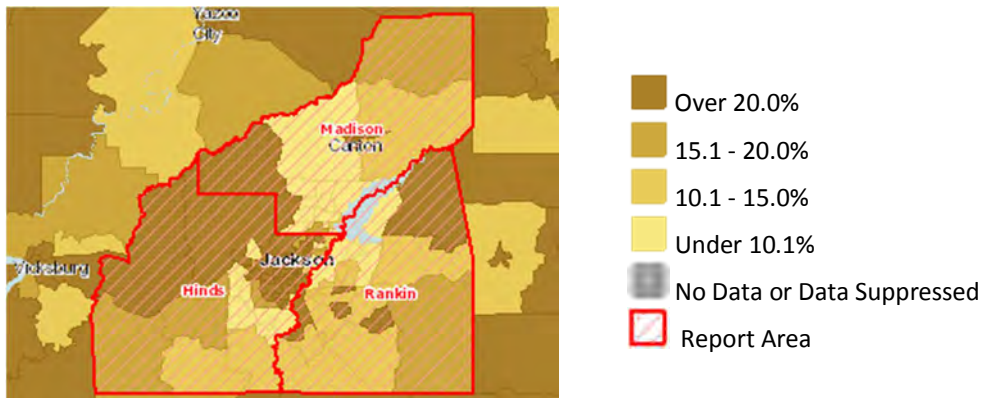 Yazoo
City
Madison
Canton
Vicksburg
Jackson
Hinds
Rankin
Over 20.0%
15.1 - 20.0%
10.1 - 15.0%
Under 10.1%
No Data or Data Suppressed
Report Area